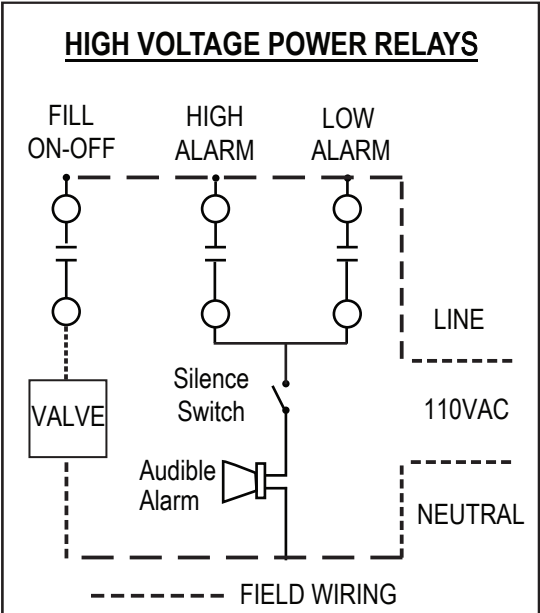 HIGH VOLTAGE POWER RELAYS
FILL
ON-OFF
HIGH
ALARM
LOW
ALARM
LINE
110VAC
NEUTRAL
Silence
Switch
VALVE
Audible
Alarm
FIELD WIRING